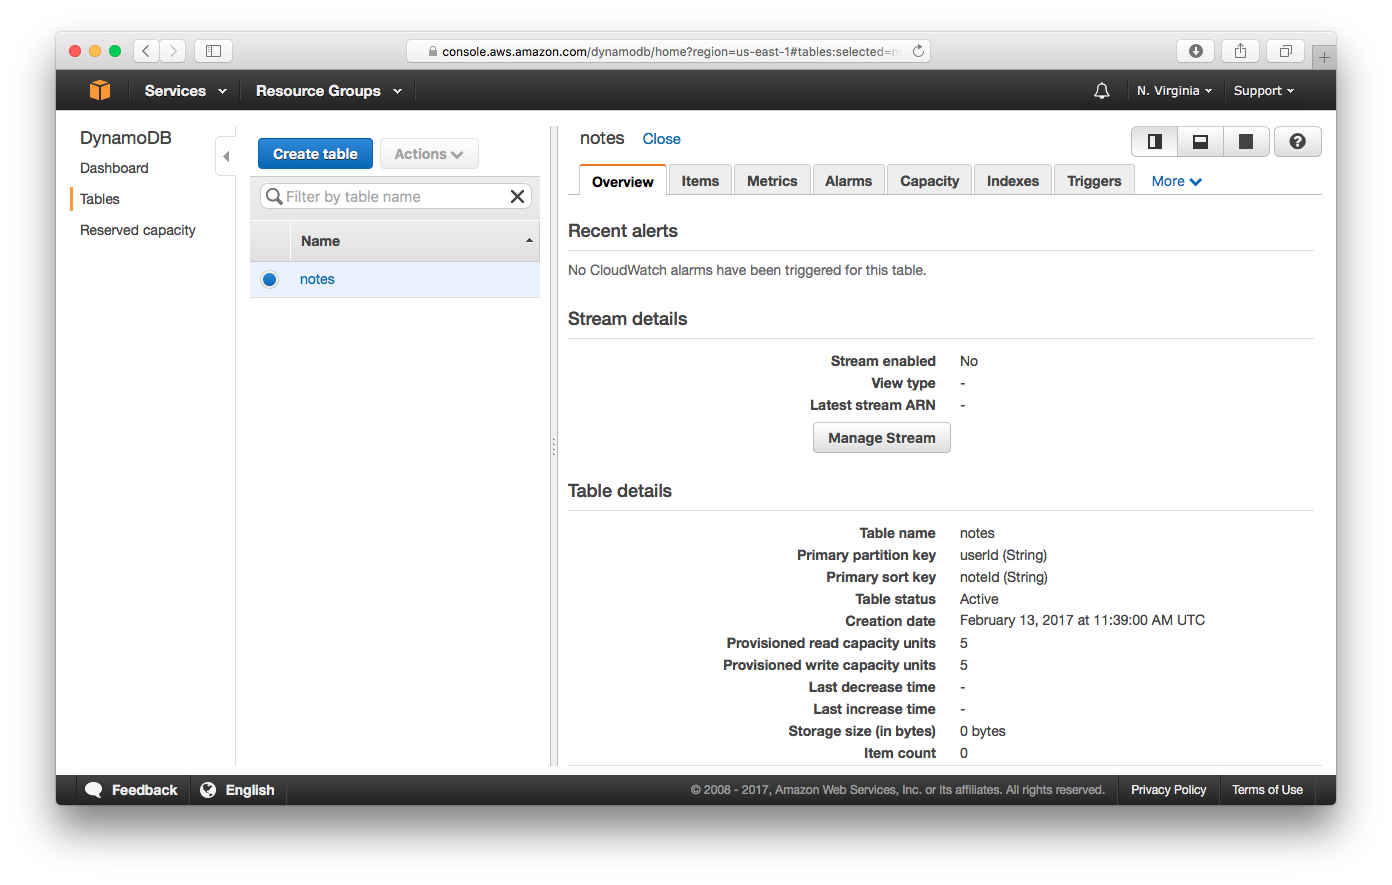 console.aws.amazon.com/dynamodb/home?region=us-east-1#tables:selected=n
Services
Resource Groups
N. Virginia
Support
DynamoDB
Dashboard
Tables
Reserved capacity
Create table
Actions
Filter by table name
Name
notes
notes Close
Overview Items Metrics Alarms Capacity Indexes Triggers More
Recent alerts
No CloudWatch alarms have been triggered for this table.
Stream details
Stream enabled No
View type -
Latest stream ARN -
Manage Stream
Table details
Table name notes
Primary partition key userId (String)
Primary sort key noteId (String)
Table status Active
Creation date February 13, 2017 at 11:39:00 AM UTC
Provisioned read capacity units 5
Provisioned write capacity units 5
Last decrease time -
Last increase time -
Storage size (in bytes) 0 bytes
Item count 0
Feedback
English
© 2008 - 2017, Amazon Web Services, Inc. or its affiliates. All rights reserved.
Privacy Policy
Terms of Use